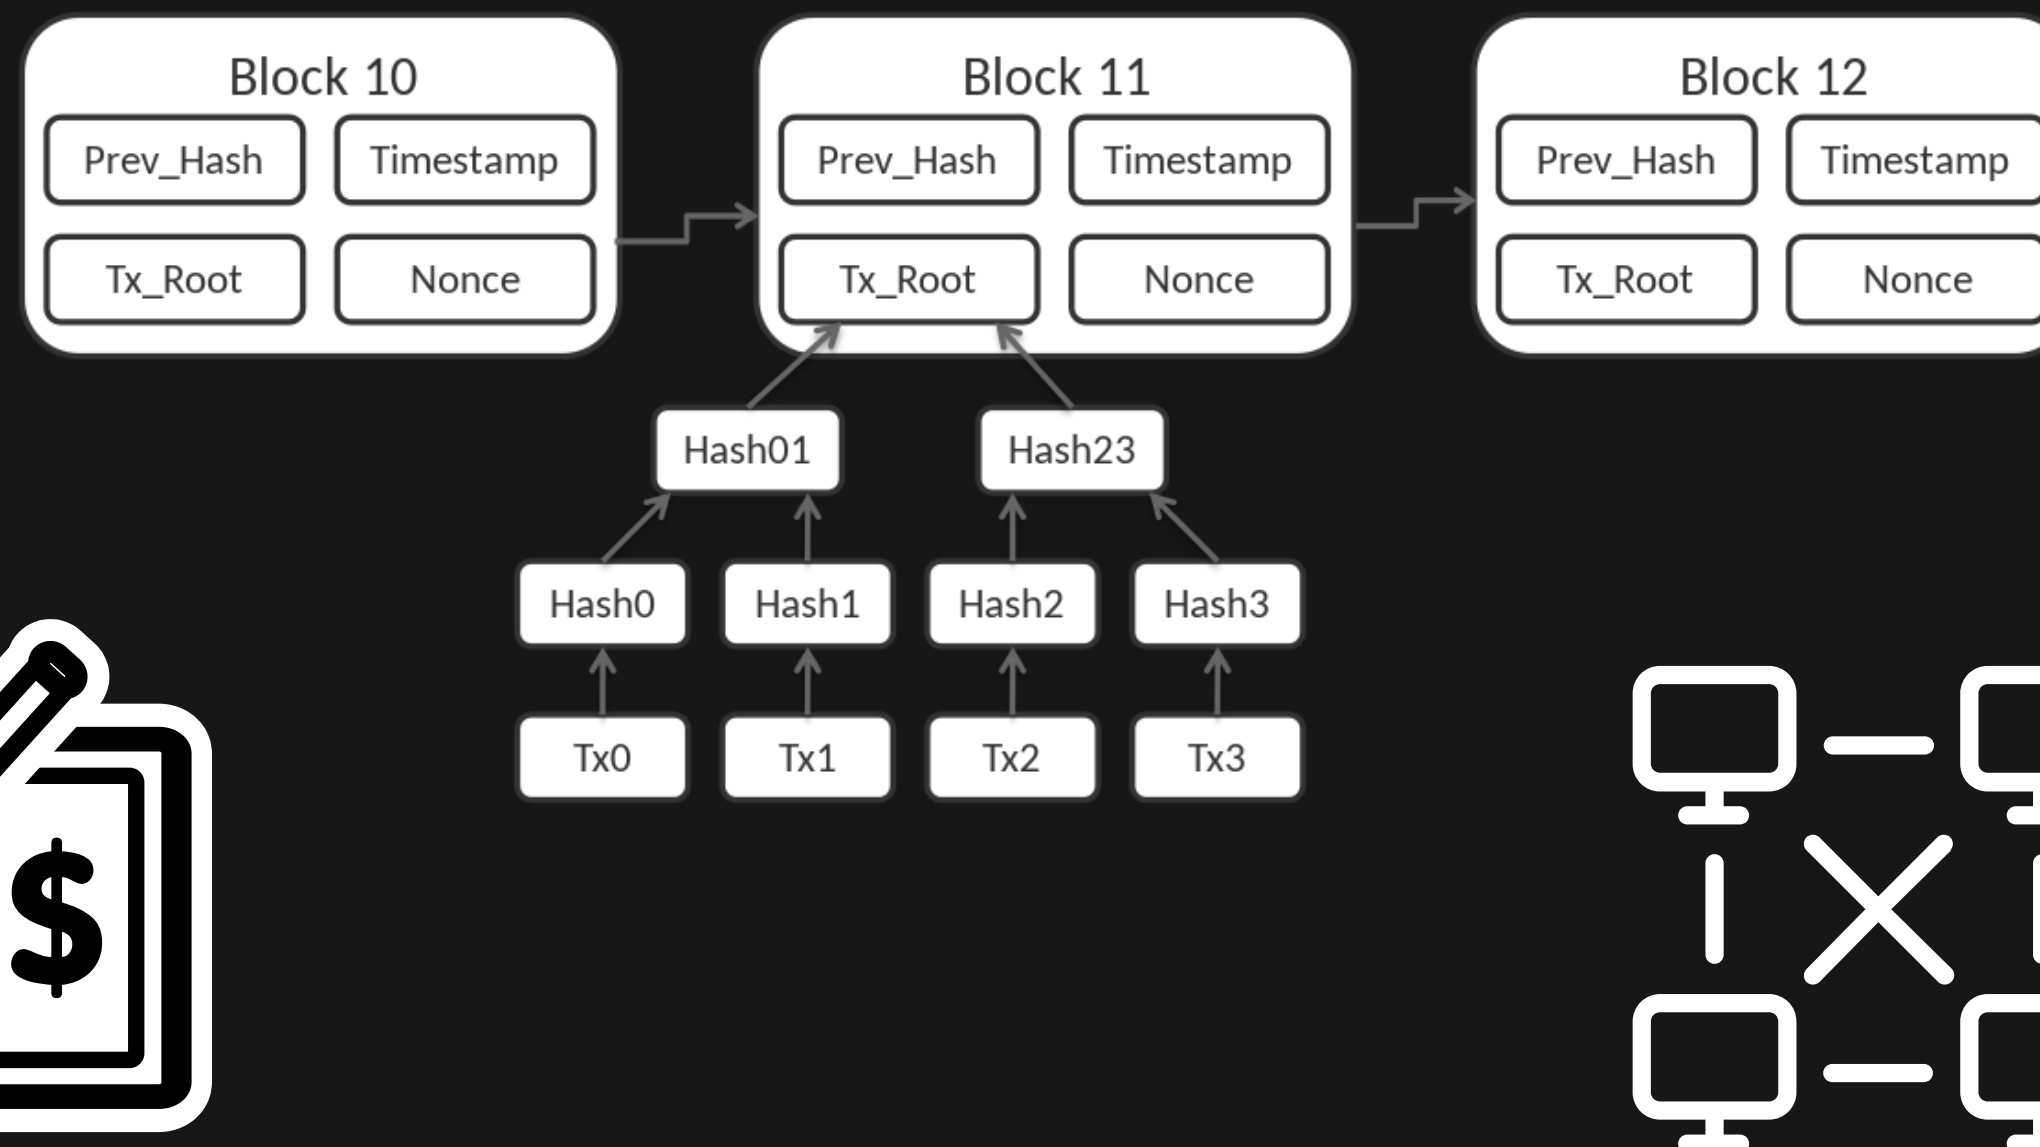 Block 10
Prev_Hash
Timestamp
Tx_Root
Nonce
Block 11
Prev_Hash
Timestamp
Tx_Root
Nonce
Block 12
Prev_Hash
Timestamp
Tx_Root
Nonce
Hash01
Hash23
Hash0
Hash1
Hash2
Hash3
Tx0
Tx1
Tx2
Tx3
$